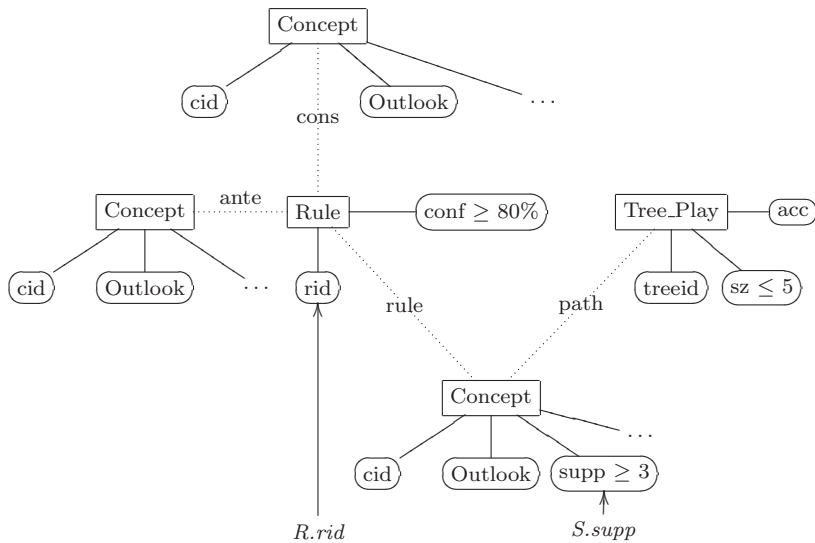 Concept
cid
Outlook
...
cons
Concept
ante
Rule
conf ≥ 80%
Tree_Play
acc
cid
Outlook
...
rid
treeid
sz ≤ 5
rule
path
Concept
...
cid
Outlook
supp ≥ 3
R.rid
S.supp